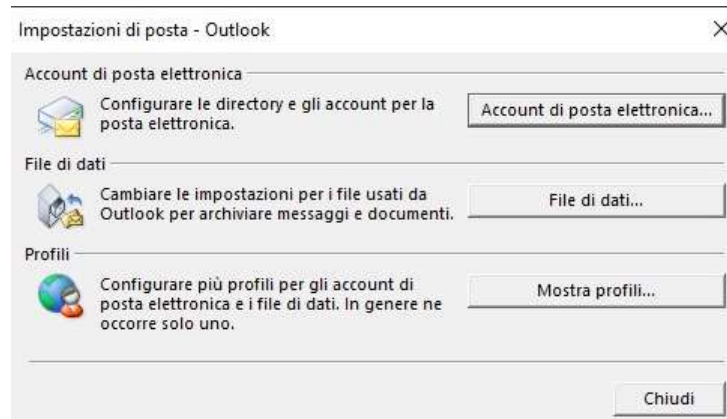 Impostazioni di posta - Outlook
Account di posta elettronica
Configurare le directory e gli account per la
posta elettronica.
Account di posta elettronica...
File di dati
Cambiare le impostazioni per i file usati da
Outlook per archiviare messaggi e documenti.
File di dati...
Profili
Configurare più profili per gli account di
posta elettronica e i file di dati. In genere ne
occorre solo uno.
Mostra profili...
Chiudi